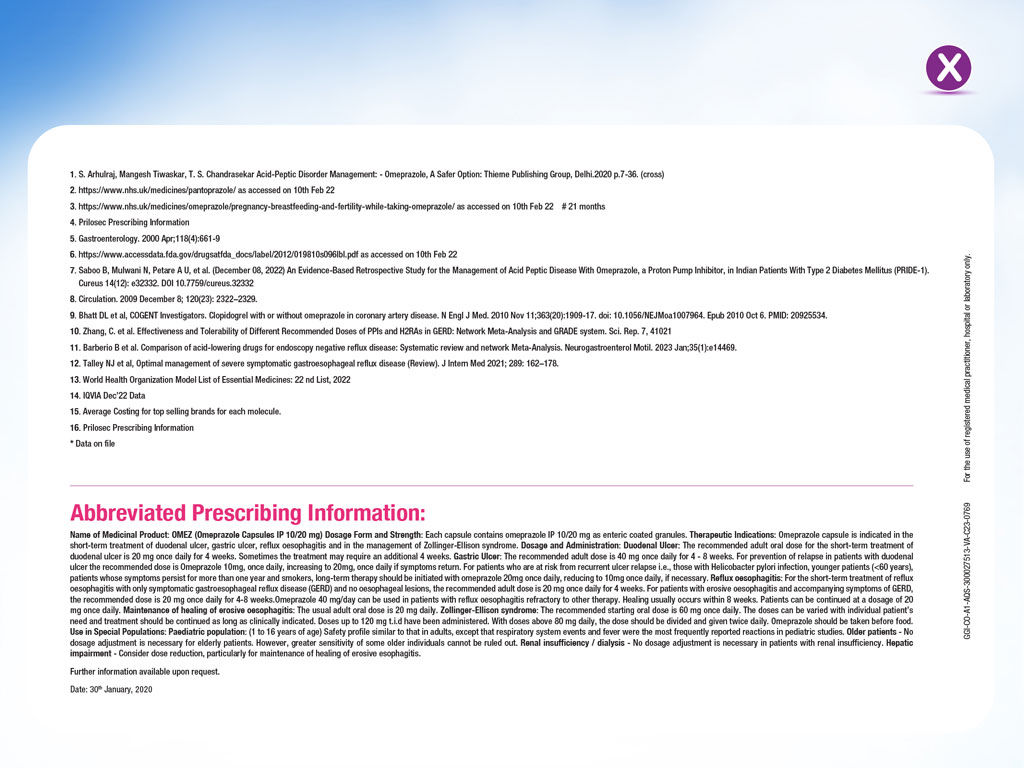 X
1. S. Arhulraj, Mangesh Tiwaskar, T. S. Chandrasekar Acid-Peptic Disorder Management: - Omeprazole, A Safer Option: Thieme Publishing Group, Delhi.2020 p.7-36. (cross)
2. https://www.nhs.uk/medicines/pantoprazole/ as accessed on 10th Feb 22
3. https://www.nhs.uk/medicines/omeprazole/pregnancy-breastfeeding-and-fertility-while-taking-omeprazole/ as accessed on 10th Feb 22 # 21 months
4. Prilosec Prescribing Information
5. Gastroenterology. 2000 Apr;118(4):661-9
6. https://www.accessdata.fda.gov/drugsatfda_docs/label/2012/019810s096lbl.pdf as accessed on 10th Feb 22
7. Saboo B, Mulwani N, Petare A U, et al. (December 08, 2022) An Evidence-Based Retrospective Study for the Management of Acid Peptic Disease With Omeprazole, a Proton Pump Inhibitor, in Indian Patients With Type 2 Diabetes Mellitus (PRIDE-1).
Cureus 14(12): e32332. DOI 10.7759/cureus.32332
8. Circulation. 2009 December 8; 120(23): 2322–2329.
9. Bhatt DL et al, COGENT Investigators. Clopidogrel with or without omeprazole in coronary artery disease. N Engl J Med. 2010 Nov 11;363(20):1909-17. doi: 10.1056/NEJMoa1007964. Epub 2010 Oct 6. PMID: 20925534.
10. Zhang, C. et al. Effectiveness and Tolerability of Different Recommended Doses of PPIs and H2RAs in GERD: Network Meta-Analysis and GRADE system. Sci. Rep. 7, 41021
11. Barberio B et al. Comparison of acid-lowering drugs for endoscopy negative reflux disease: Systematic review and network Meta-Analysis. Neurogastroenterol Motil. 2023 Jan;35(1):e14469.
12. Talley NJ et al, Optimal management of severe symptomatic gastroesophageal reflux disease (Review). J Intern Med 2021; 289: 162–178.
13. World Health Organization Model List of Essential Medicines: 22 nd List, 2022
14. IQVIA Dec'22 Data
15. Average Costing for top selling brands for each molecule.
16. Prilosec Prescribing Information
* Data on file
Abbreviated Prescribing Information:
Name of Medicinal Product: OMEZ (Omeprazole Capsules IP 10/20 mg) Dosage Form and Strength: Each capsule contains omeprazole IP 10/20 mg as enteric coated granules. Therapeutic Indications: Omeprazole capsule is indicated in the
short-term treatment of duodenal ulcer, gastric ulcer, reflux oesophagitis and in the management of Zollinger-Ellison syndrome. Dosage and Administration: Duodenal Ulcer: The recommended adult oral dose for the short-term treatment of
duodenal ulcer is 20 mg once daily for 4 weeks. Sometimes the treatment may require an additional 4 weeks. Gastric Ulcer: The recommended adult dose is 40 mg once daily for 4 - 8 weeks. For prevention of relapse in patients with duodenal
ulcer the recommended dose is Omeprazole 10mg, once daily, increasing to 20mg, once daily if symptoms return. For patients who are at risk from recurrent ulcer relapse i.e., those with Helicobacter pylori infection, younger patients (<60 years),
patients whose symptoms persist for more than one year and smokers, long-term therapy should be initiated with omeprazole 20mg once daily, reducing to 10mg once daily, if necessary. Reflux oesophagitis: For the short-term treatment of reflux
oesophagitis with only symptomatic gastroesophageal reflux disease (GERD) and no oesophageal lesions, the recommended adult dose is 20 mg once daily for 4 weeks. For patients with erosive oesophagitis and accompanying symptoms of GERD,
the recommended dose is 20 mg once daily for 4-8 weeks.Omeprazole 40 mg/day can be used in patients with reflux oesophagitis refractory to other therapy. Healing usually occurs within 8 weeks. Patients can be continued at a dosage of 20
mg once daily. Maintenance of healing of erosive oesophagitis: The usual adult oral dose is 20 mg daily. Zollinger-Ellison syndrome: The recommended starting oral dose is 60 mg once daily. The doses can be varied with individual patient's
need and treatment should be continued as long as clinically indicated. Doses up to 120 mg t.i.d have been administered. With doses above 80 mg daily, the dose should be divided and given twice daily. Omeprazole should be taken before food.
Use in Special Populations: Paediatric population: (1 to 16 years of age) Safety profile similar to that in adults, except that respiratory system events and fever were the most frequently reported reactions in pediatric studies. Older patients - No
dosage adjustment is necessary for elderly patients. However, greater sensitivity of some older individuals cannot be ruled out. Renal insufficiency / dialysis - No dosage adjustment is necessary in patients with renal insufficiency. Hepatic
impairment - Consider dose reduction, particularly for maintenance of healing of erosive esophagitis.
Further information available upon request.
Date: 30th January, 2020
GGI-CO-A1-AQS-300027513-VA-C23-0769 For the use of registered medical practitioner, hospital or laboratory only.